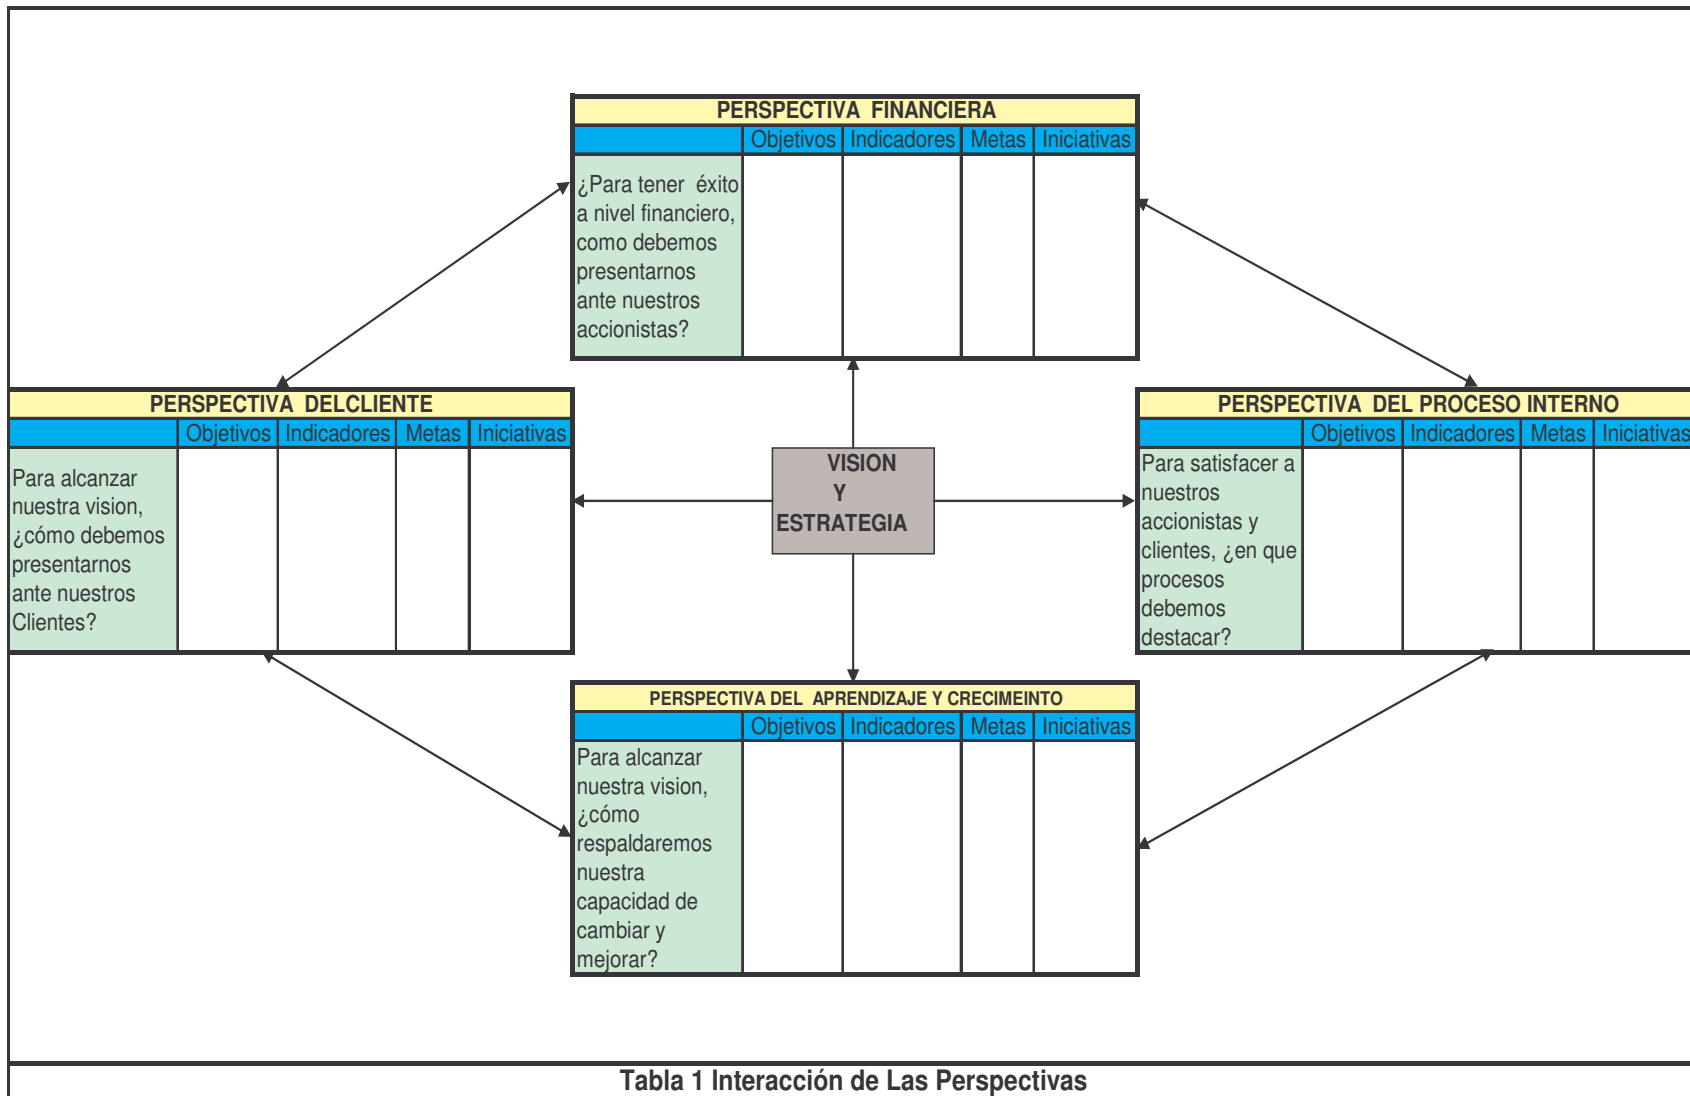 PERSPECTIVA FINANCIERA
Objetivos Indicadores Metas Iniciativas
¿Para tener éxito
a nivel financiero,
como debemos
presentarnos
ante nuestros
accionistas?
PERSPECTIVA DELCLIENTE
Objetivos Indicadores Metas Iniciativas
Para alcanzar
nuestra vision,
¿cómo debemos
presentarnos
ante nuestros
Clientes?
VISION
Y
ESTRATEGIA
PERSPECTIVA DEL PROCESO INTERNO
Objetivos Indicadores Metas Iniciativas
Para satisfacer a
nuestros
accionistas y
clientes, ¿en que
procesos
debemos
destacar?
PERSPECTIVA DEL APRENDIZAJE Y CRECIMEINTO
Objetivos Indicadores Metas Iniciativas
Para alcanzar
nuestra vision,
¿cómo
respaldaremos
nuestra
capacidad de
cambiar y
mejorar?
Tabla 1 Interacción de Las Perspectivas